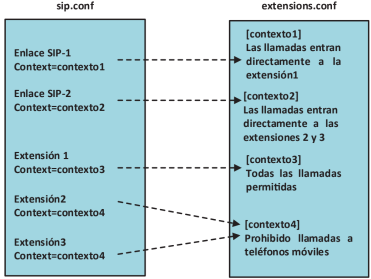 sip.conf
Enlace SIP-1
Context=contexto1
Enlace SIP-2
Context=contexto2
Extensión 1
Context=contexto3
Extensión2
Context=contexto4
Extensión3
Context=contexto4
extensions.conf
[contexto1]
Las llamadas entran
directamente a la
extensión1
[contexto2]
Las llamadas entran
directamente a las
extensiones 2 y 3
[contexto3]
Todas las llamadas
permitidas
[contexto4]
Prohibido llamadas a
teléfonos móviles